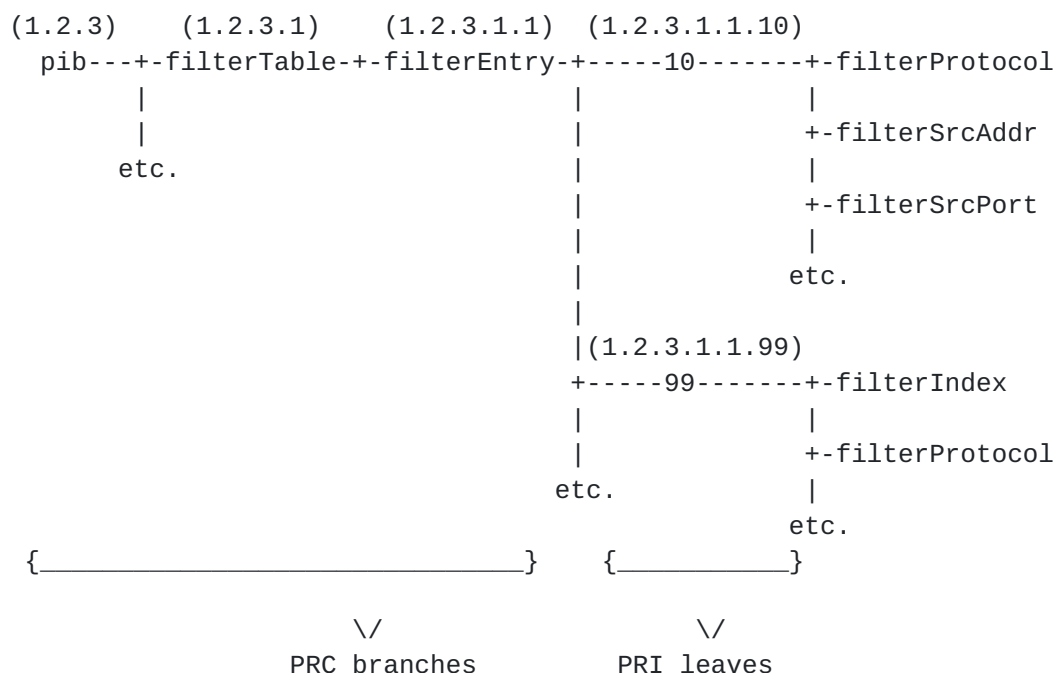 (1.2.3)    (1.2.3.1)    (1.2.3.1.1)  (1.2.3.1.1.10)
  pib---+-filterTable-+-filterEntry-+-----10-------+-filterProtocol
        |                           |              |
        |                           |              +-filterSrcAddr
       etc.                         |              |
                                    |              +-filterSrcPort
                                    |              |
                                    |             etc.
                                    |
                                    |(1.2.3.1.1.99)
                                    +-----99-------+-filterIndex
                                    |              |
                                    |              +-filterProtocol
                                   etc.            |
                                                  etc.
 {______________________________}    {___________}

                     \/                    \/
                 PRC branches         PRI leaves